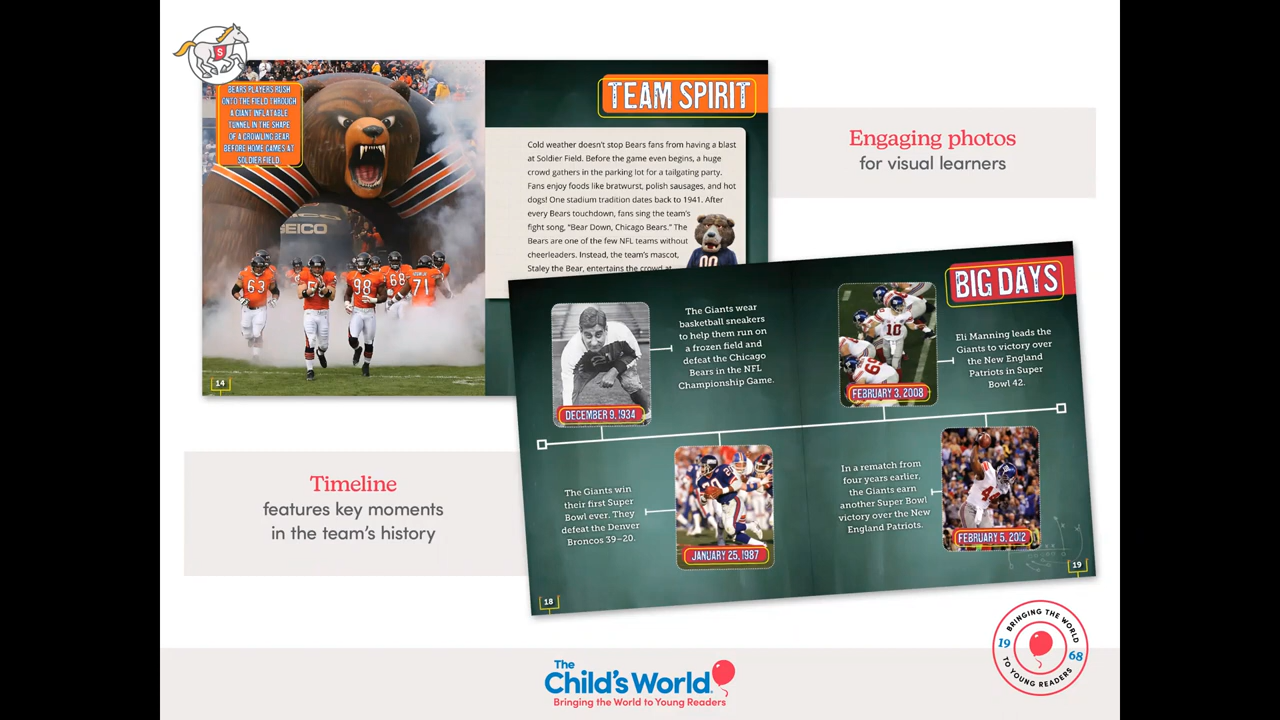 S
BEARS PLAYERS RUSH
ONTO THE FIELD THROUGH
A GIANT INFLATABLE
TUNNEL IN THE SHAPE
OF A GROWLING BEAR
BEFORE HOME GAMES AT
SOLDIER FIELD.
GEICO
63
98
68
71
14
TEAM SPIRIT
Cold weather doesn't stop Bears fans from having a blast
at Soldier Field. Before the game even begins, a huge
crowd gathers in the parking lot for a tailgating party.
Fans enjoy foods like bratwurst, polish sausages, and hot
dogs! One stadium tradition dates back to 1941. After
every Bears touchdown, fans sing the team's
fight song, "Bear Down, Chicago Bears." The
Bears are one of the few NFL teams without
cheerleaders. Instead, the team's mascot,
Staley the Bear, entertains the crowd at
00
Engaging photos
for visual learners
Timeline
features key moments
in the team's history
BIG DAYS
The Giants wear
basketball sneakers
to help them run on
a frozen field and
defeat the Chicago
Bears in the NFL
Championship Game.
DECEMBER 9, 1934
10
Eli Manning leads the
Giants to victory over
the New England
Patriots in Super
Bowl 42.
FEBRUARY 3, 2008
The Giants win
their first Super
Bowl ever. They
defeat the Denver
Broncos 39–20.
20
JANUARY 25, 1987
In a rematch from
four years earlier,
the Giants earn
another Super Bowl
victory over the New
England Patriots.
44
FEBRUARY 5, 2012
18
19
BRINGING THE WORLD
19 68
TO YOUNG READERS
The
Child's World
Bringing the World to Young Readers